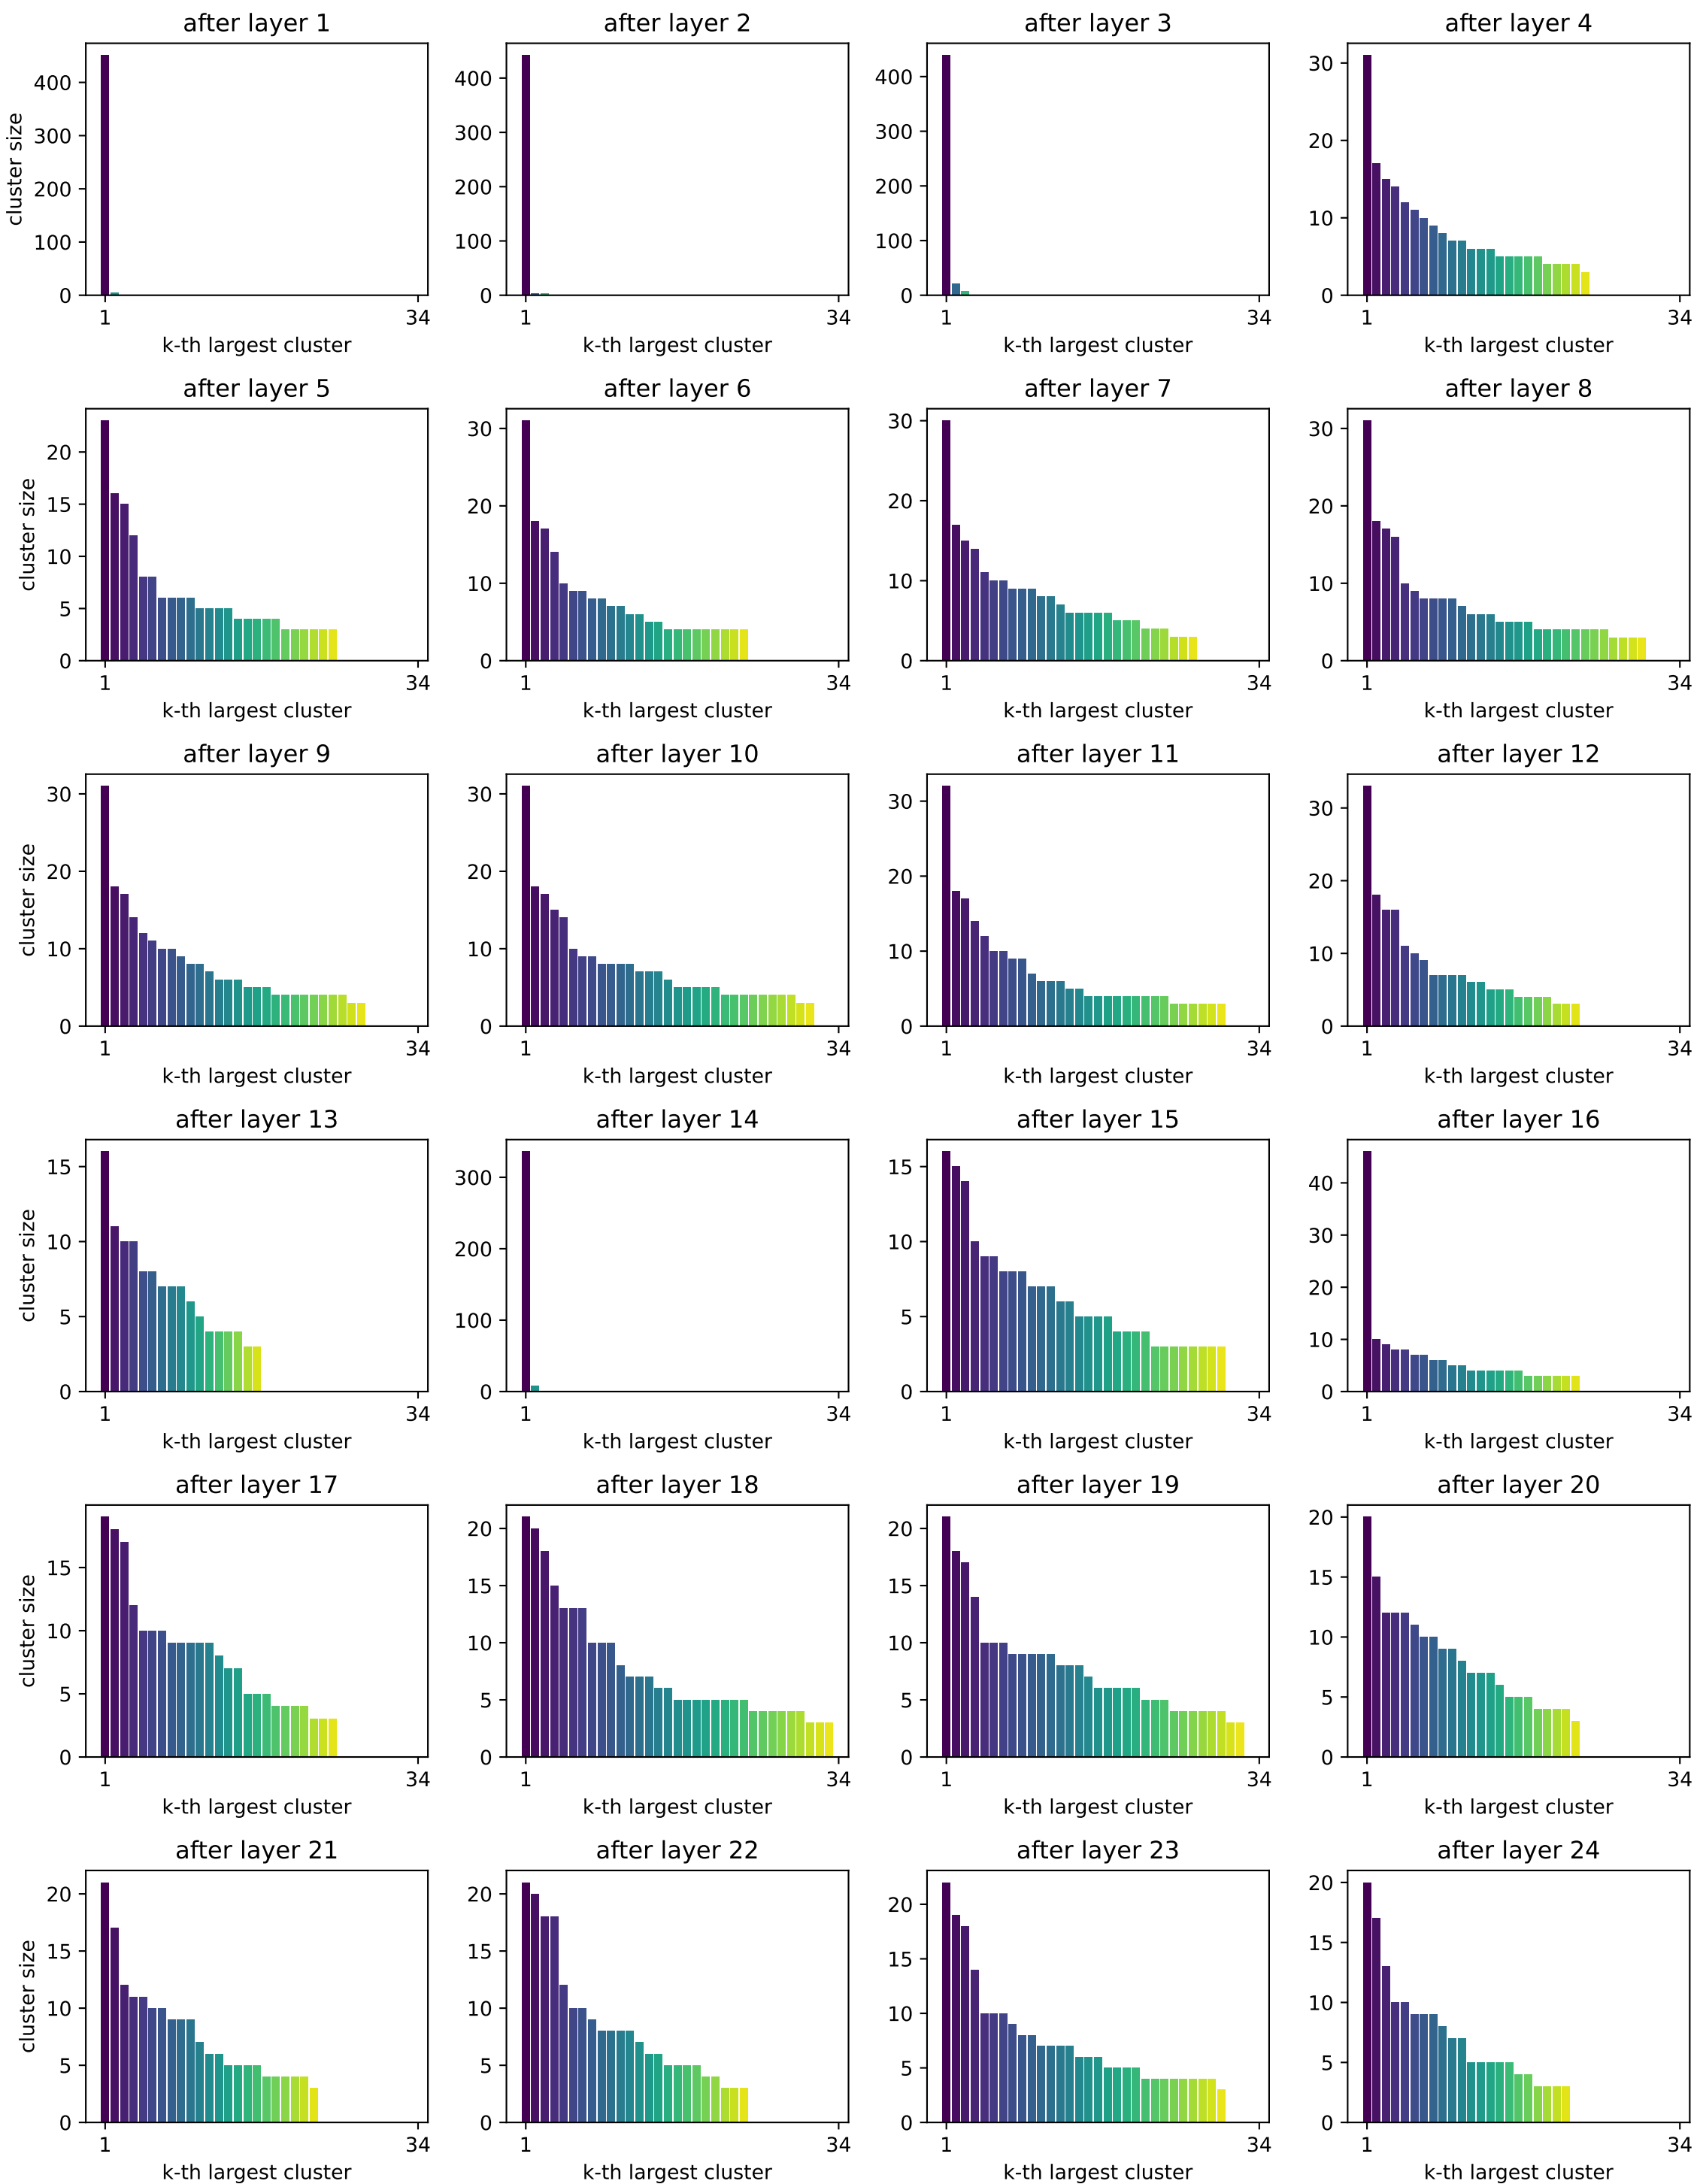 after layer 1
cluster size
400
300
200
100
0
1
34
k-th largest cluster
after layer 2
400
300
200
100
0
1
34
k-th largest cluster
after layer 3
400
300
200
100
0
1
34
k-th largest cluster
after layer 4
30
20
10
0
1
34
k-th largest cluster
after layer 5
cluster size
20
15
10
5
0
1
34
k-th largest cluster
after layer 6
30
20
10
0
1
34
k-th largest cluster
after layer 7
30
20
10
0
1
34
k-th largest cluster
after layer 8
30
20
10
0
1
34
k-th largest cluster
after layer 9
cluster size
30
20
10
0
1
34
k-th largest cluster
after layer 10
30
20
10
0
1
34
k-th largest cluster
after layer 11
30
20
10
0
1
34
k-th largest cluster
after layer 12
30
20
10
0
1
34
k-th largest cluster
after layer 13
cluster size
15
10
5
0
1
34
k-th largest cluster
after layer 14
300
200
100
0
1
34
k-th largest cluster
after layer 15
15
10
5
0
1
34
k-th largest cluster
after layer 16
40
30
20
10
0
1
34
k-th largest cluster
after layer 17
cluster size
15
10
5
0
1
34
k-th largest cluster
after layer 18
20
15
10
5
0
1
34
k-th largest cluster
after layer 19
20
15
10
5
0
1
34
k-th largest cluster
after layer 20
20
15
10
5
0
1
34
k-th largest cluster
after layer 21
cluster size
20
15
10
5
0
1
34
k-th largest cluster
after layer 22
20
15
10
5
0
1
34
k-th largest cluster
after layer 23
20
15
10
5
0
1
34
k-th largest cluster
after layer 24
20
15
10
5
0
1
34
k-th largest cluster